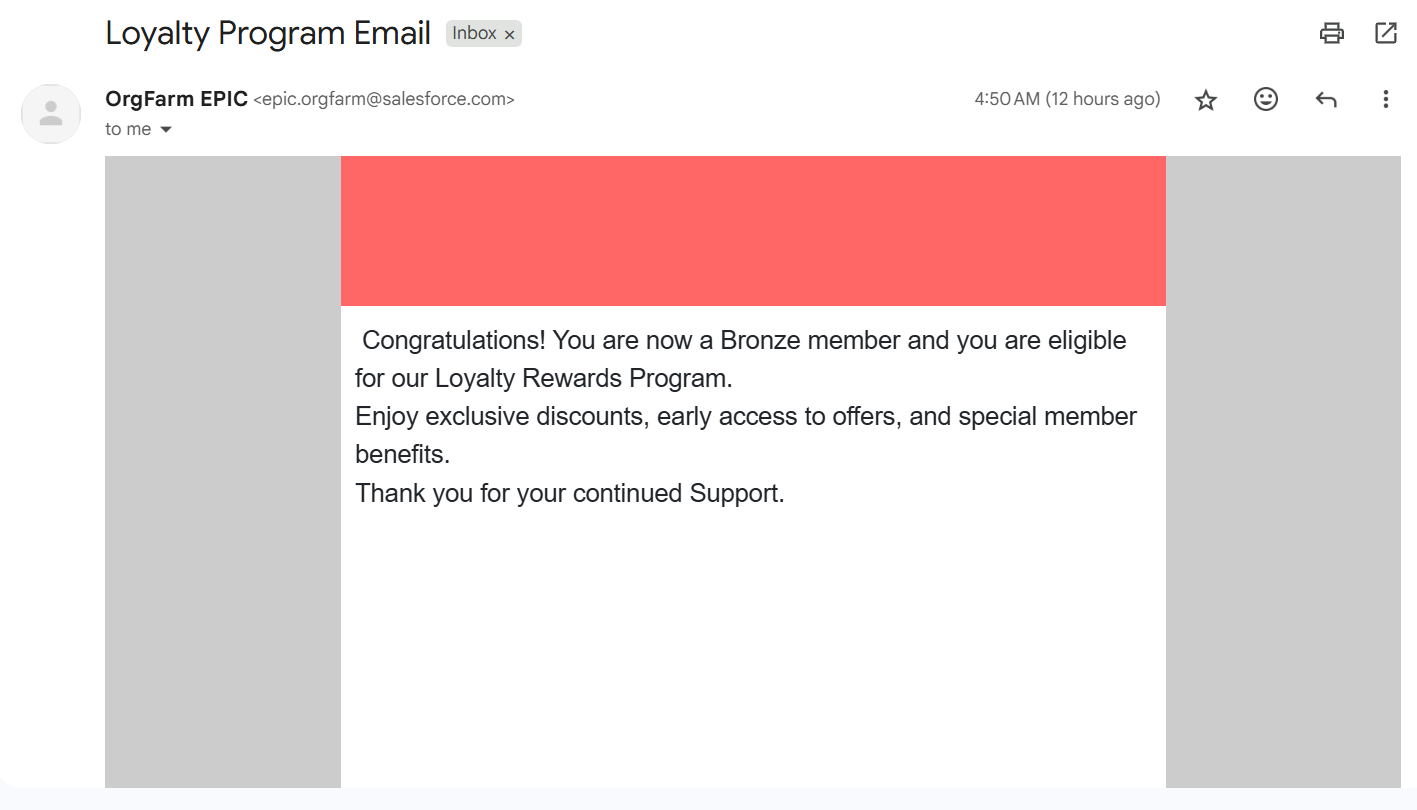 Loyalty Program Email Inbox ×
OrgFarm EPIC <epic.orgfarm@salesforce.com> 4:50 AM (12 hours ago)
to me
Congratulations! You are now a Bronze member and you are eligible
for our Loyalty Rewards Program.
Enjoy exclusive discounts, early access to offers, and special member
benefits.
Thank you for your continued Support.